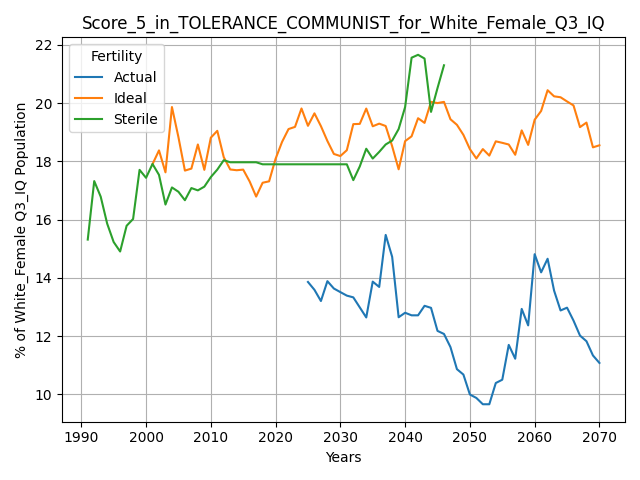 Score_5_in_TOLERANCE_COMMUNIST_for_White_Female_Q3_IQ
Fertility
Actual
Ideal
Sterile
% of White_Female Q3_IQ Population
22
20
18
16
14
12
10
1990
2000
2010
2020
2030
2040
2050
2060
2070
Years